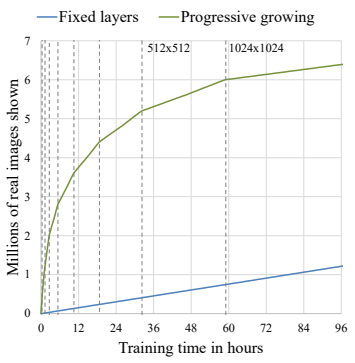 Fixed layers Progressive growing
512x512 1024x1024
Millions of real images shown
7
6
5
4
3
2
1
0
0 12 24 36 48 60 72 84 96
Training time in hours